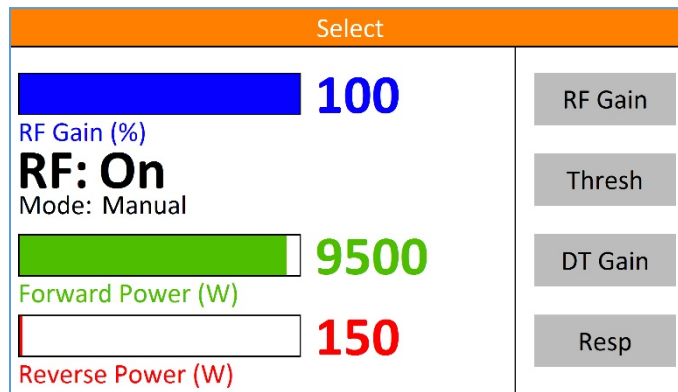 Select
100
RF Gain (%)
RF: On
Mode: Manual
9500
Forward Power (W)
150
Reverse Power (W)
RF Gain
Thresh
DT Gain
Resp